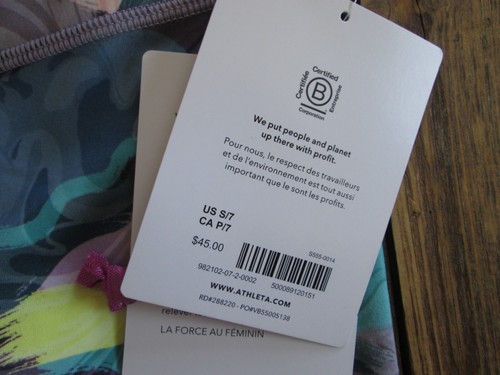 Certified
Certifiée
B
Entreprise
Corporation
We put people and planet
up there with profit.
Pour nous, le respect des travailleurs
et de l'environnement est tout aussi
important que le sont les profits.
US S/7
CA P/7
$45.00
S555-0014
982102-07-2-0002
500089120151
WWW.ATHLETA.COM
RD#288220 - PO#VB55005138
LA FORCE AU FÉMININ